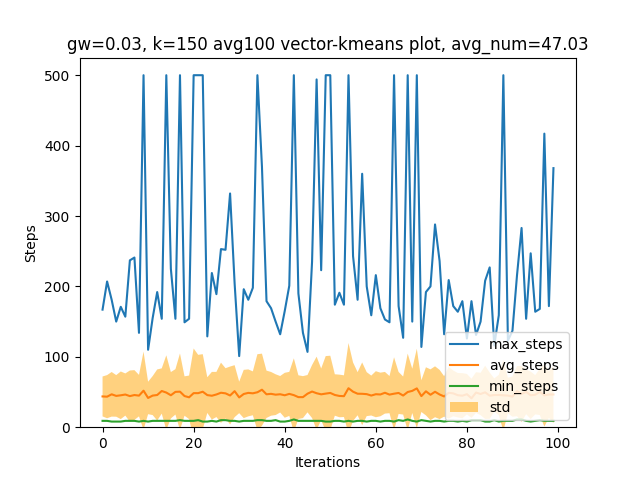 gw=0.03, k=150 avg100 vector-kmeans plot, avg_num=47.03
500
400
300
200
100
0
Steps
0
20
40
60
80
100
Iterations
max_steps
avg_steps
min_steps
std